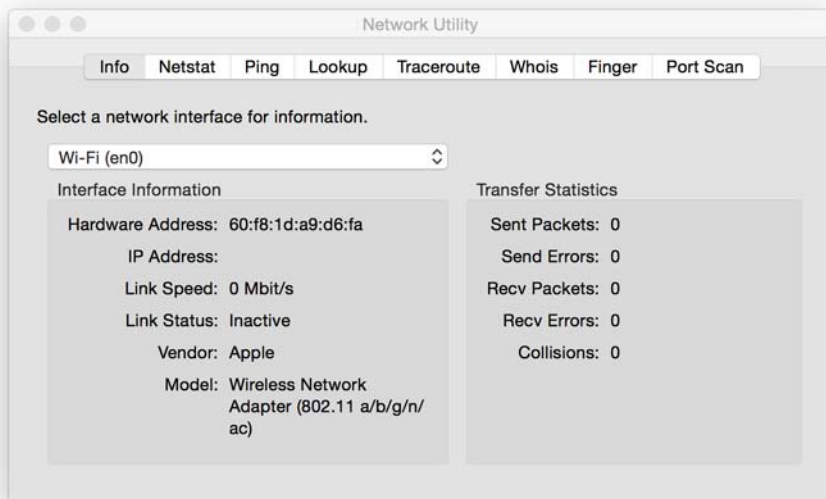 Network Utility
Info Netstat Ping Lookup Traceroute Whois Finger Port Scan
Select a network interface for information.
Wi-Fi (en0)
Interface Information
Hardware Address: 60:f8:1d:a9:d6:fa
IP Address:
Link Speed: 0 Mbit/s
Link Status: Inactive
Vendor: Apple
Model: Wireless Network
Adapter (802.11 a/b/g/n/
ac)
Transfer Statistics
Sent Packets: 0
Send Errors: 0
Recv Packets: 0
Recv Errors: 0
Collisions: 0